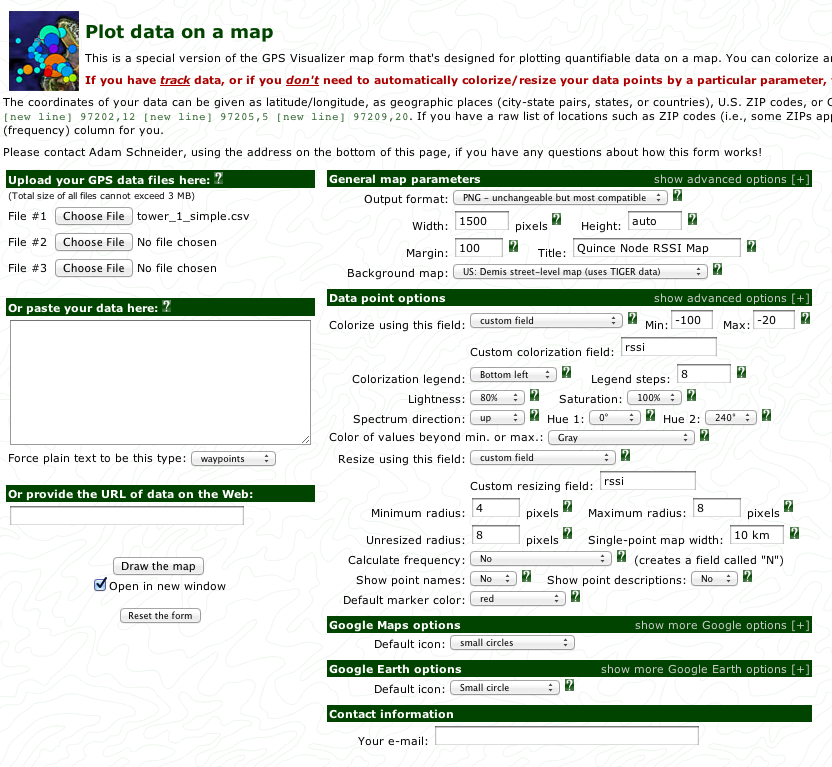 Plot data on a map
This is a special version of the GPS Visualizer map form that's designed for plotting quantifiable data on a map. You can colorize
If you have track data, or if you don't need to automatically colorize/resize your data points by a particular parameter,
The coordinates of your data can be given as latitude/longitude, as geographic places (city-state pairs, states, or countries), U.S. ZIP codes, or
[new line] 97202,12 [new line] 97205,5 [new line] 97209,20. If you have a raw list of locations such as ZIP codes (i.e., some ZIPs
(frequency) column for you.
Please contact Adam Schneider, using the address on the bottom of this page, if you have any questions about how this form works!
Upload your GPS data files here: ?
(Total size of all files cannot exceed 3 MB)
File #1 Choose File tower_1_simple.csv
File #2 Choose File No file chosen
File #3 Choose File No file chosen
Or paste your data here: ?
Force plain text to be this type: waypoints
Or provide the URL of data on the Web:
Draw the map
Open in new window
Reset the form
General map parameters show advanced options [+]
Output format: PNG - unchangeable but most compatible ?
Width: 1500 pixels ? Height: auto ?
Margin: 100 ? Title: Quince Node RSSI Map ?
Background map: US: Demis street-level map (uses TIGER data) ?
Data point options show advanced options [+]
Colorize using this field: custom field ? Min: -100 Max: -20 ?
Custom colorization field: rssi
Colorization legend: Bottom left ? Legend steps: 8 ?
Lightness: 80% ? Saturation: 100% ?
Spectrum direction: up ? Hue 1: 0° ? Hue 2: 240° ?
Color of values beyond min. or max.: Gray ?
Resize using this field: custom field ?
Custom resizing field: rssi
Minimum radius: 4 pixels ? Maximum radius: 8 pixels ?
Unresized radius: 8 pixels ? Single-point map width: 10 km ?
Calculate frequency: No ? (creates a field called "N")
Show point names: No ? Show point descriptions: No ?
Default marker color: red ?
Google Maps options show more Google options [+]
Default icon: small circles
Google Earth options show more Google Earth options [+]
Default icon: Small circle ?
Contact information
Your e-mail: